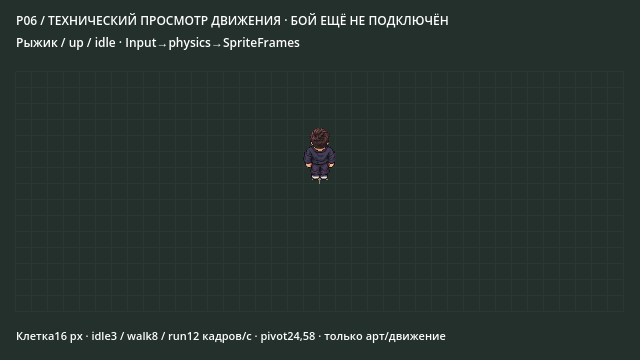 P06 / ТЕХНИЧЕСКИЙ ПРОСМОТР ДВИЖЕНИЯ · БОЙ ЕЩЁ НЕ ПОДКЛЮЧЁН
Рыжик / up / idle · Input→physics→SpriteFrames
Клетка16 px · idle3 / walk8 / run12 кадров/с · pivot24,58 · только арт/движение